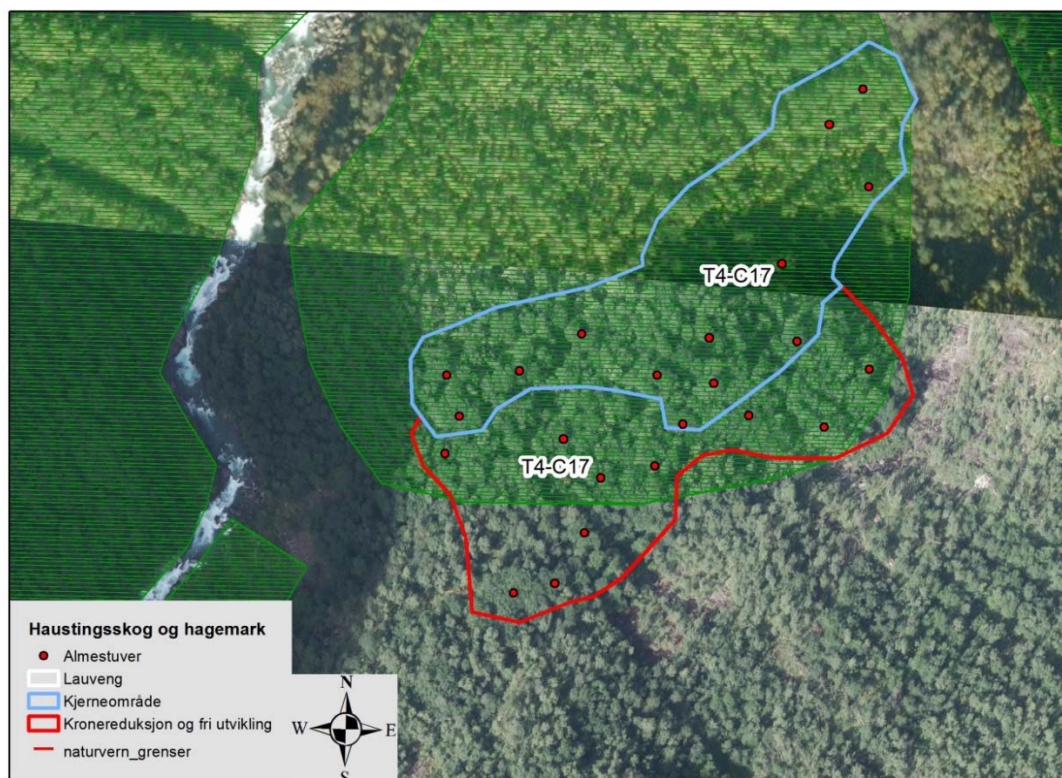 T4-C17
T4-C17
Haustingsskog og hagemark
Almestuver
Lauveng
Kjerneområde
Kronereduksjon og fri utvikling
naturvern_grenser
N
W E
S